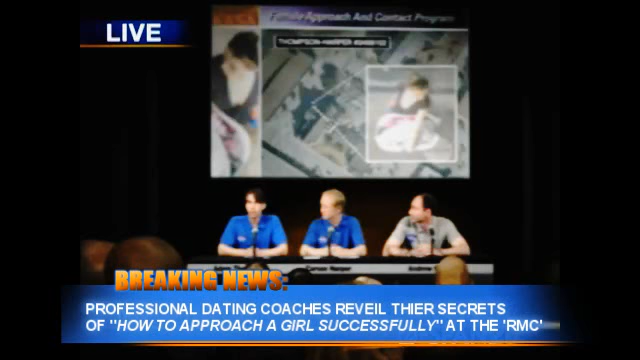 LIVE
Female Approach And Contact Program
BREAKING NEWS:
PROFESSIONAL DATING COACHES REVEIL THIER SECRETS
OF "HOW TO APPROACH A GIRL SUCCESSFULLY" AT THE 'RMC'